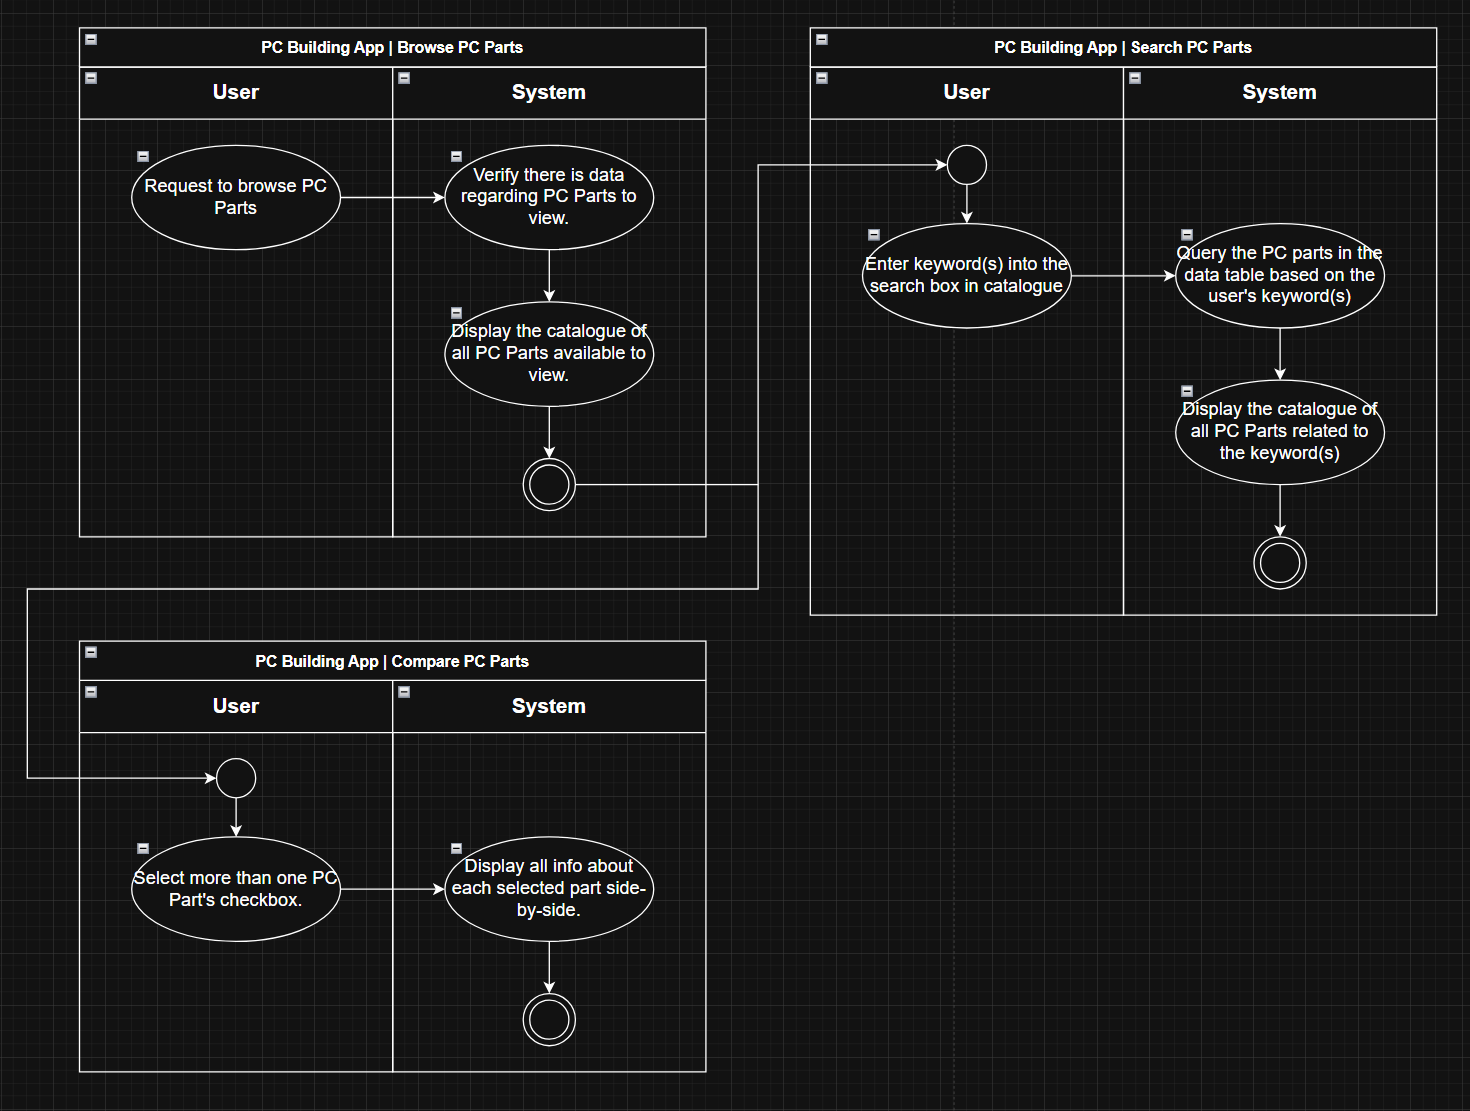 PC Building App | Browse PC Parts
User
System
Request to browse PC
Parts
Verify there is data
regarding PC Parts to
view.
Display the catalogue of
all PC Parts available to
view.
PC Building App | Search PC Parts
User
System
Enter keyword(s) into the
search box in catalogue
Query the PC parts in the
data table based on the
user's keyword(s)
Display the catalogue of
all PC Parts related to
the keyword(s)
PC Building App | Compare PC Parts
User
System
Select more than one PC
Part's checkbox.
Display all info about
each selected part side-
by-side.